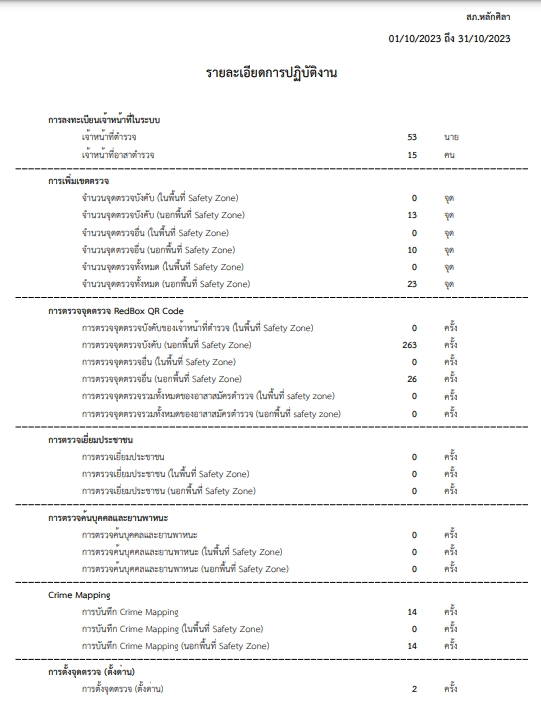 สภ.หลักศิลา
01/10/2023 ถึง 31/10/2023
รายละเอียดการปฏิบัติงาน
การลงทะเบียนเจ้าหน้าที่ในระบบ
เจ้าหน้าที่ตำรวจ 53 นาย
เจ้าหน้าที่อาสาตำรวจ 15 คน
การเพิ่มเขตตรวจ
จำนวนจุดตรวจบังคับ (ในพื้นที่ Safety Zone) 0 จุด
จำนวนจุดตรวจบังคับ (นอกพื้นที่ Safety Zone) 13 จุด
จำนวนจุดตรวจอื่น (ในพื้นที่ Safety Zone) 0 จุด
จำนวนจุดตรวจอื่น (นอกพื้นที่ Safety Zone) 10 จุด
จำนวนจุดตรวจทั้งหมด (ในพื้นที่ Safety Zone) 0 จุด
จำนวนจุดตรวจทั้งหมด (นอกพื้นที่ Safety Zone) 23 จุด
การตรวจจุดตรวจ RedBox QR Code
การตรวจจุดตรวจบังคับของเจ้าหน้าที่ตำรวจ (ในพื้นที่ Safety Zone) 0 ครั้ง
การตรวจจุดตรวจบังคับ (นอกพื้นที่ Safety Zone) 263 ครั้ง
การตรวจจุดตรวจอื่น (ในพื้นที่ Safety Zone) 0 ครั้ง
การตรวจจุดตรวจอื่น (นอกพื้นที่ Safety Zone) 26 ครั้ง
การตรวจจุดตรวจรวมทั้งหมดของอาสาสมัครตำรวจ (ในพื้นที่ safety zone) 0 ครั้ง
การตรวจจุดตรวจรวมทั้งหมดของอาสาสมัครตำรวจ (นอกพื้นที่ safety zone) 0 ครั้ง
การตรวจเยี่ยมประชาชน
การตรวจเยี่ยมประชาชน 0 ครั้ง
การตรวจเยี่ยมประชาชน (ในพื้นที่ Safety Zone) 0 ครั้ง
การตรวจเยี่ยมประชาชน (นอกพื้นที่ Safety Zone) 0 ครั้ง
การตรวจค้นบุคคลและยานพาหนะ
การตรวจค้นบุคคลและยานพาหนะ 0 ครั้ง
การตรวจค้นบุคคลและยานพาหนะ (ในพื้นที่ Safety Zone) 0 ครั้ง
การตรวจค้นบุคคลและยานพาหนะ (นอกพื้นที่ Safety Zone) 0 ครั้ง
Crime Mapping
การบันทึก Crime Mapping 14 ครั้ง
การบันทึก Crime Mapping (ในพื้นที่ Safety Zone) 0 ครั้ง
การบันทึก Crime Mapping (นอกพื้นที่ Safety Zone) 14 ครั้ง
การตั้งจุดตรวจ (ตั้งด่าน)
การตั้งจุดตรวจ (ตั้งด่าน) 2 ครั้ง